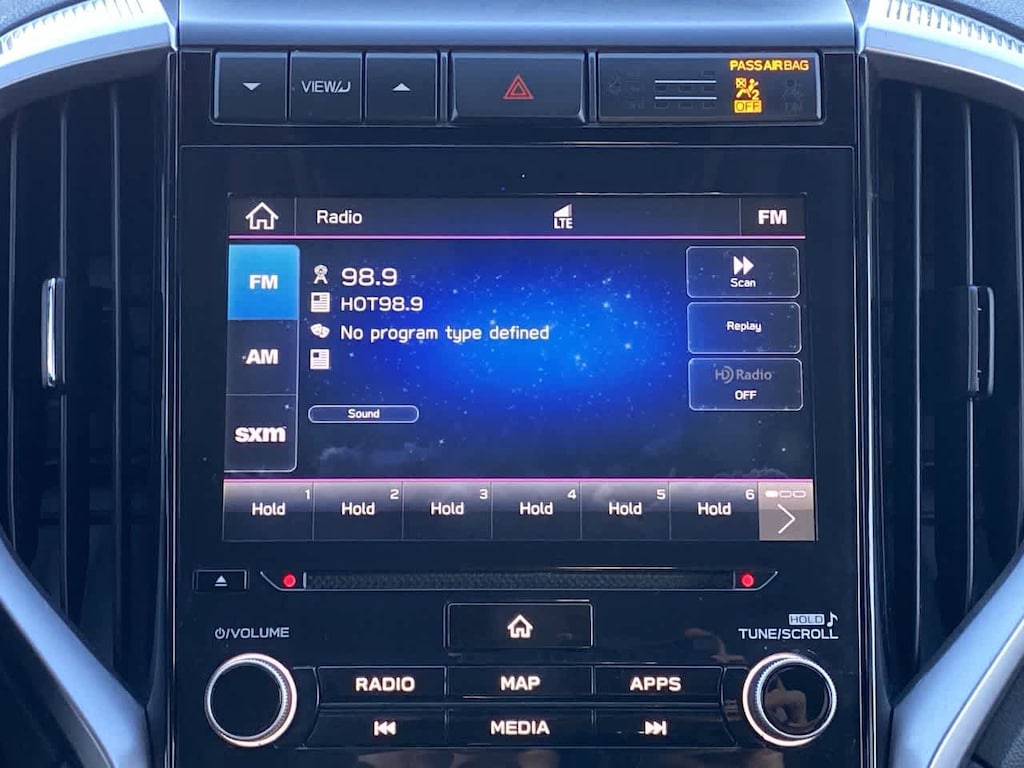 PASS AIR BAG
VIEW
OFF
Radio
LTE
FM
FM
98.9
Scan
HOT98.9
Replay
No program type defined
AM
HD Radio
OFF
Sound
sxm
1 2 3 4 5 6
Hold Hold Hold Hold Hold Hold
HOLD
/VOLUME
TUNE/SCROLL
RADIO MAP APPS
MEDIA